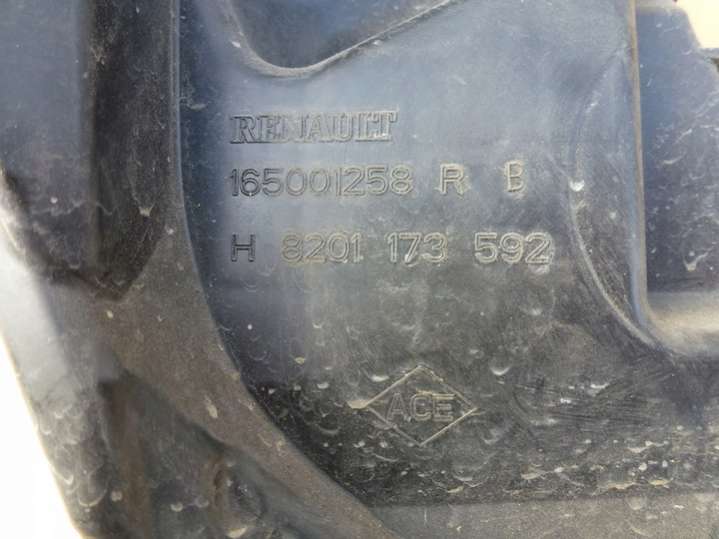 RENAULT
165001258 R B
H 8201 173 592
ACE